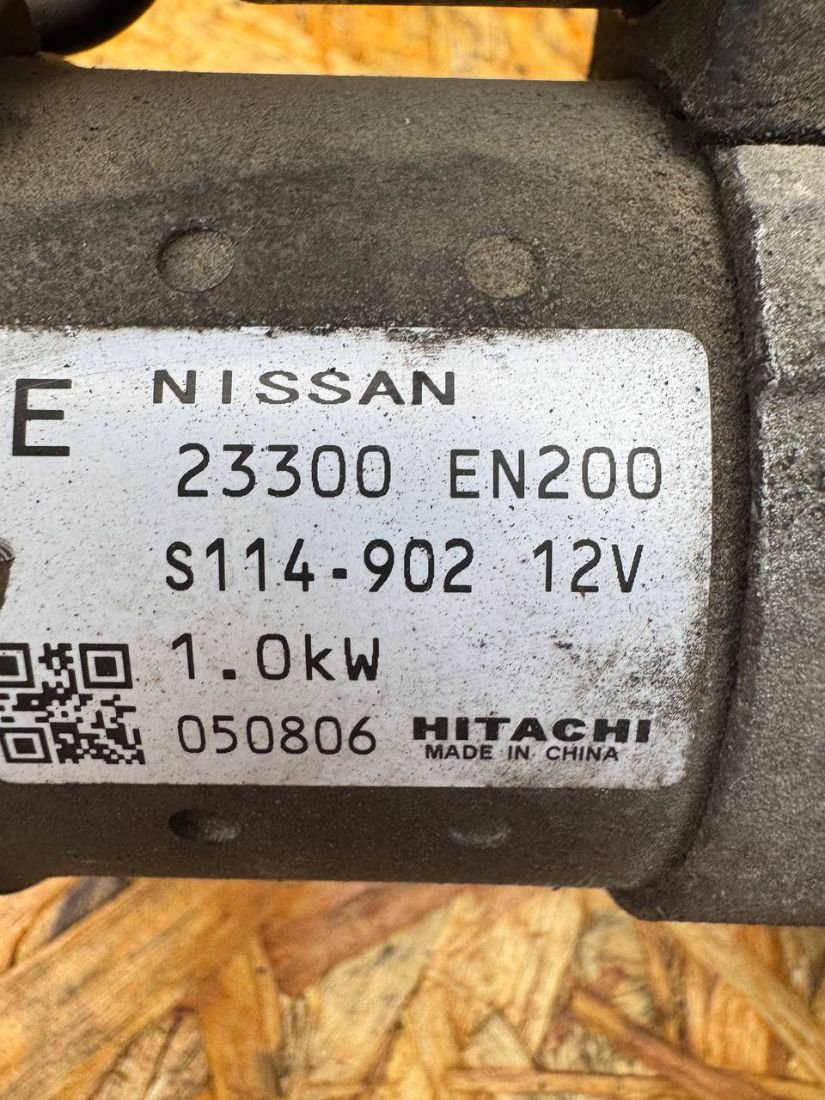 E NISSAN
23300 EN200
S114-902 12V
1.0kW
050806 HITACHI
MADE IN CHINA